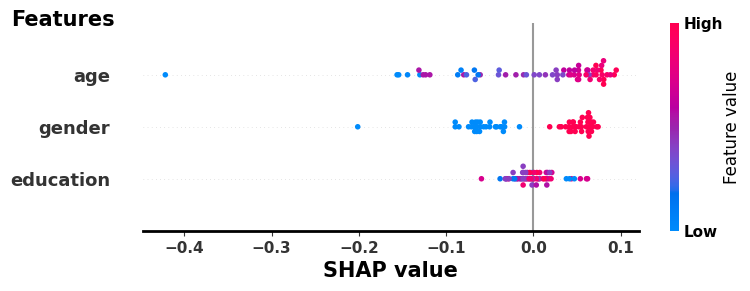 Features
High
age
gender
education
Feature value
Low
−0.4 −0.3 −0.2 −0.1 0.0 0.1
SHAP value